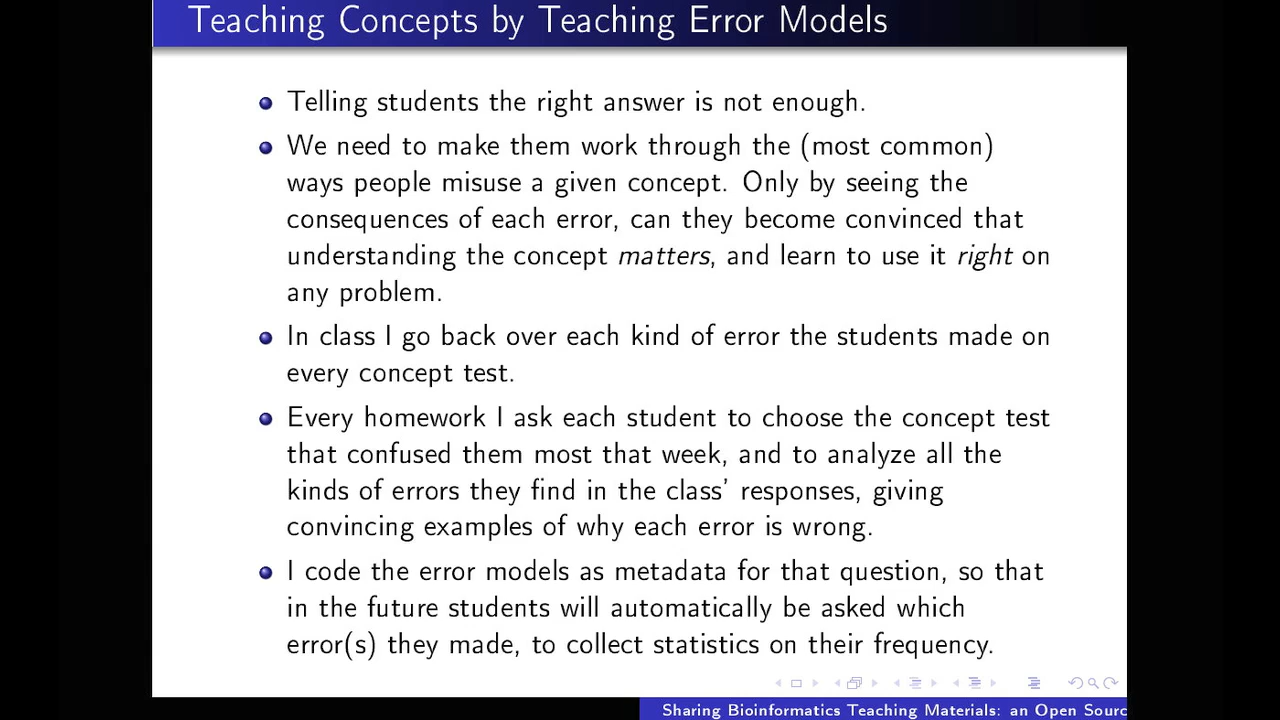 Teaching Concepts by Teaching Error Models
Telling students the right answer is not enough.
We need to make them work through the (most common)
ways people misuse a given concept. Only by seeing the
consequences of each error, can they become convinced that
understanding the concept matters, and learn to use it right on
any problem.
In class I go back over each kind of error the students made on
every concept test.
Every homework I ask each student to choose the concept test
that confused them most that week, and to analyze all the
kinds of errors they find in the class' responses, giving
convincing examples of why each error is wrong.
I code the error models as metadata for that question, so that
in the future students will automatically be asked which
error(s) they made, to collect statistics on their frequency.
Sharing Bioinformatics Teaching Materials: an Open Sourc